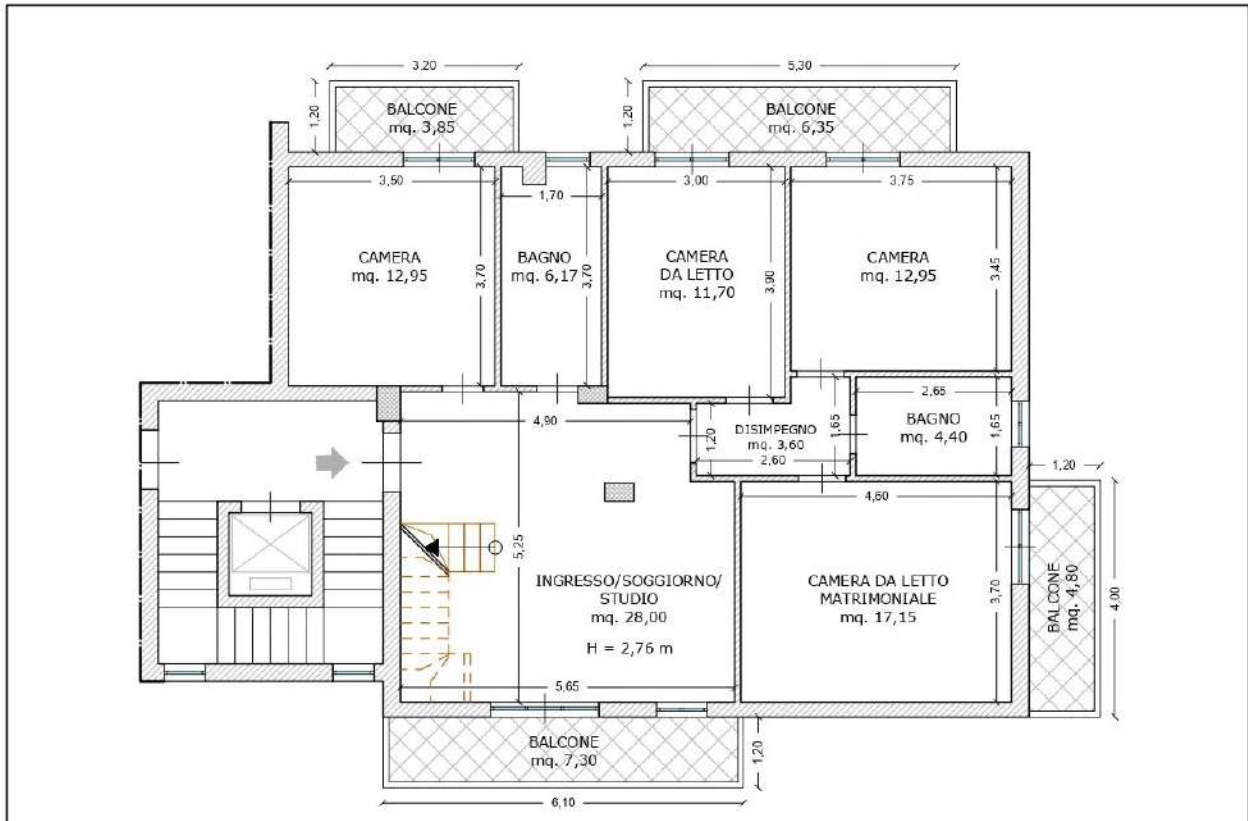 3,20
5,30
1,20
BALCONE
mq. 3,85
1,20
BALCONE
mq. 6,35
3,50
1,70
3,00
3,75
CAMERA
mq. 12,95
3,70
BAGNO
mq. 6,17
3,70
CAMERA
DA LETTO
mq. 11,70
3,90
CAMERA
mq. 12,95
3,45
4,90
1,20
DISIMPEGNO
mq. 3,60
2,60
1,65
2,65
BAGNO
mq. 4,40
1,65
1,20
4,60
5,25
INGRESSO/SOGGIORNO/
STUDIO
mq. 28,00
H = 2,76 m
CAMERA DA LETTO
MATRIMONIALE
mq. 17,15
3,70
BALCONE
mq. 4,80
4,00
5,65
BALCONE
mq. 7,30
1,20
6,10